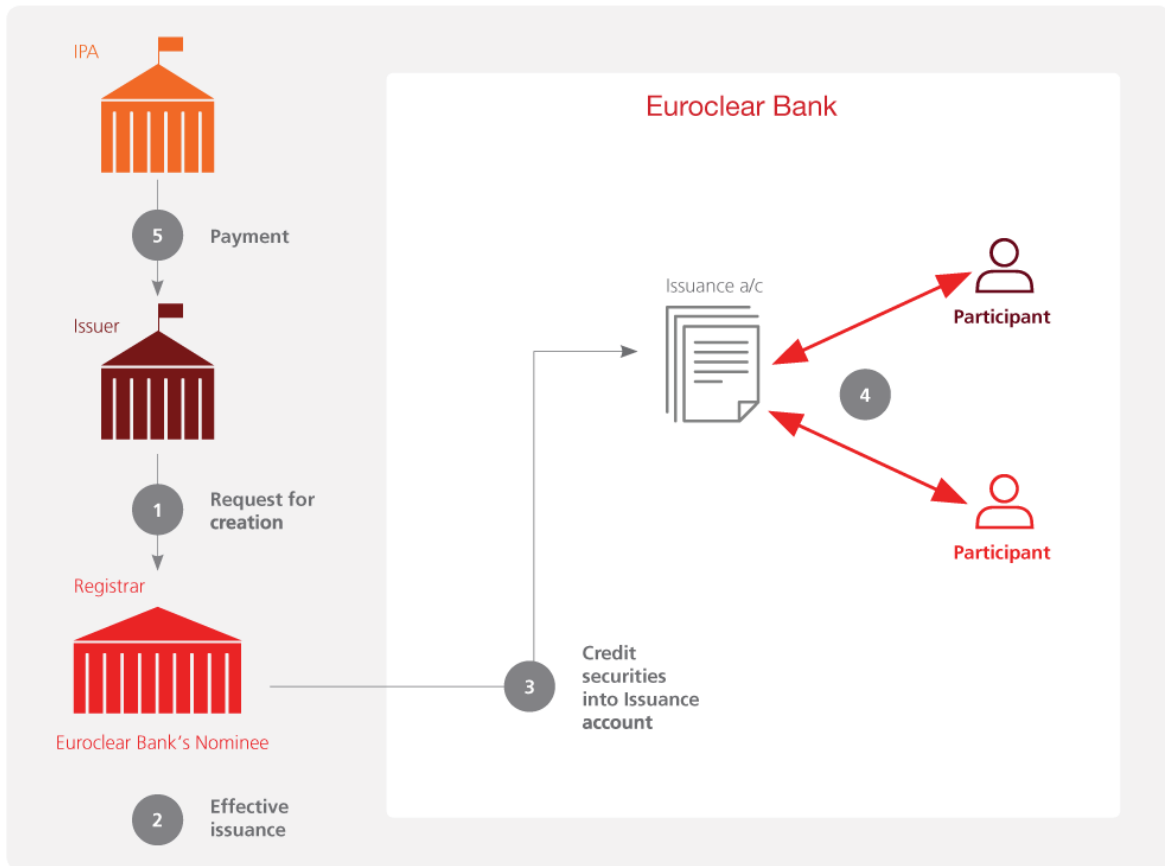 IPA
Euroclear Bank
5
Payment
Issuance a/c
Participant
Issuer
4
1
Request for
creation
Participant
Registrar
3
Credit
securities
into Issuance
account
Euroclear Bank's Nominee
2
Effective
issuance